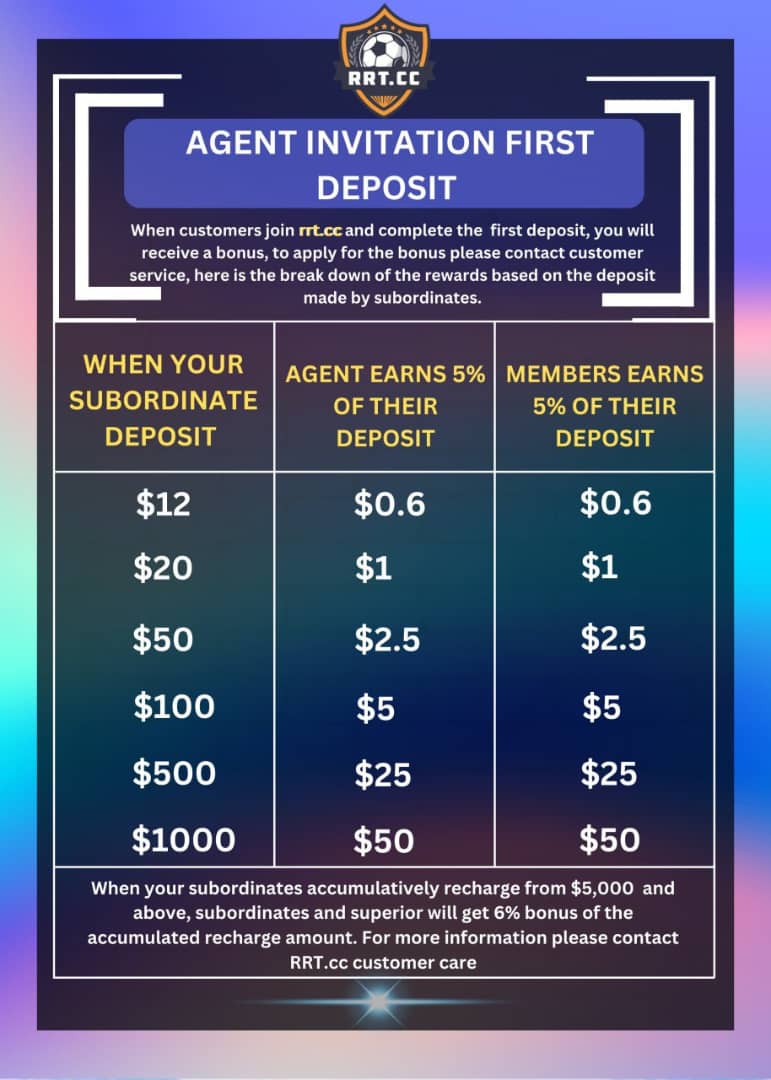 RRT.CC
AGENT INVITATION FIRST
DEPOSIT
When customers join rrt.cc and complete the first deposit, you will
receive a bonus, to apply for the bonus please contact customer
service, here is the break down of the rewards based on the deposit
made by subordinates.
WHEN YOUR
SUBORDINATE
DEPOSIT
AGENT EARNS 5%
OF THEIR
DEPOSIT
MEMBERS EARNS
5% OF THEIR
DEPOSIT
$12 $0.6 $0.6
$20 $1 $1
$50 $2.5 $2.5
$100 $5 $5
$500 $25 $25
$1000 $50 $50
When your subordinates accumulatively recharge from $5,000 and
above, subordinates and superior will get 6% bonus of the
accumulated recharge amount. For more information please contact
RRT.cc customer care